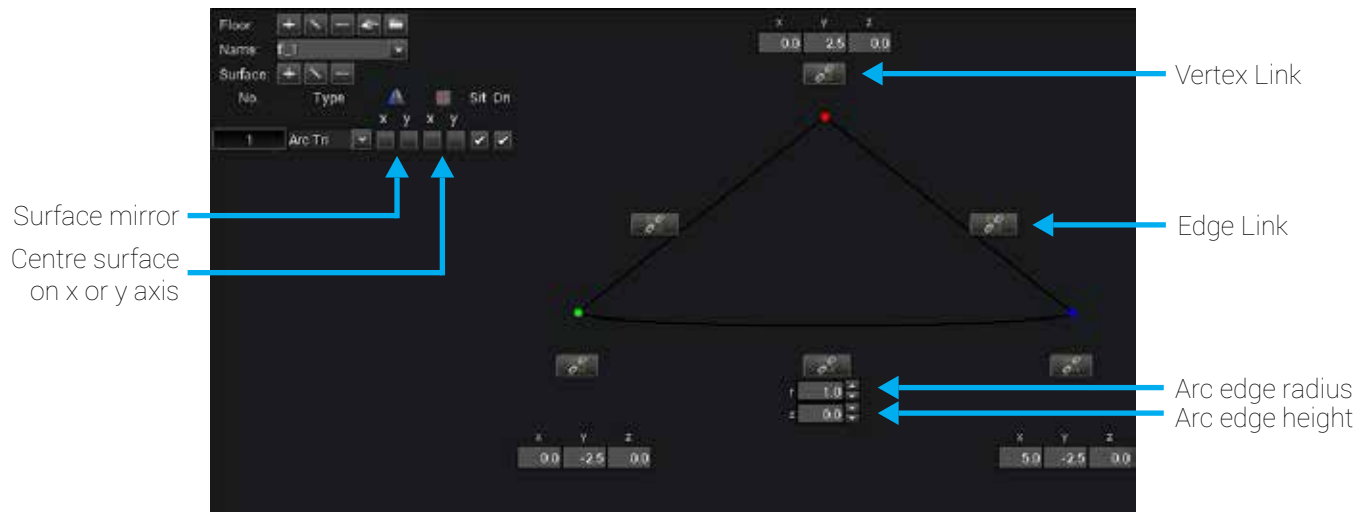 Floor:
Name: f_1
Surface:
No. Type Sit On
x y x y
1 Arc Tri
x y z
0.0 2.5 0.0
Vertex Link
Surface mirror
Centre surface
on x or y axis
Edge Link
r 1.0
z 0.0
Arc edge radius
Arc edge height
x y z
0.0 -2.5 0.0
x y z
5.0 -2.5 0.0